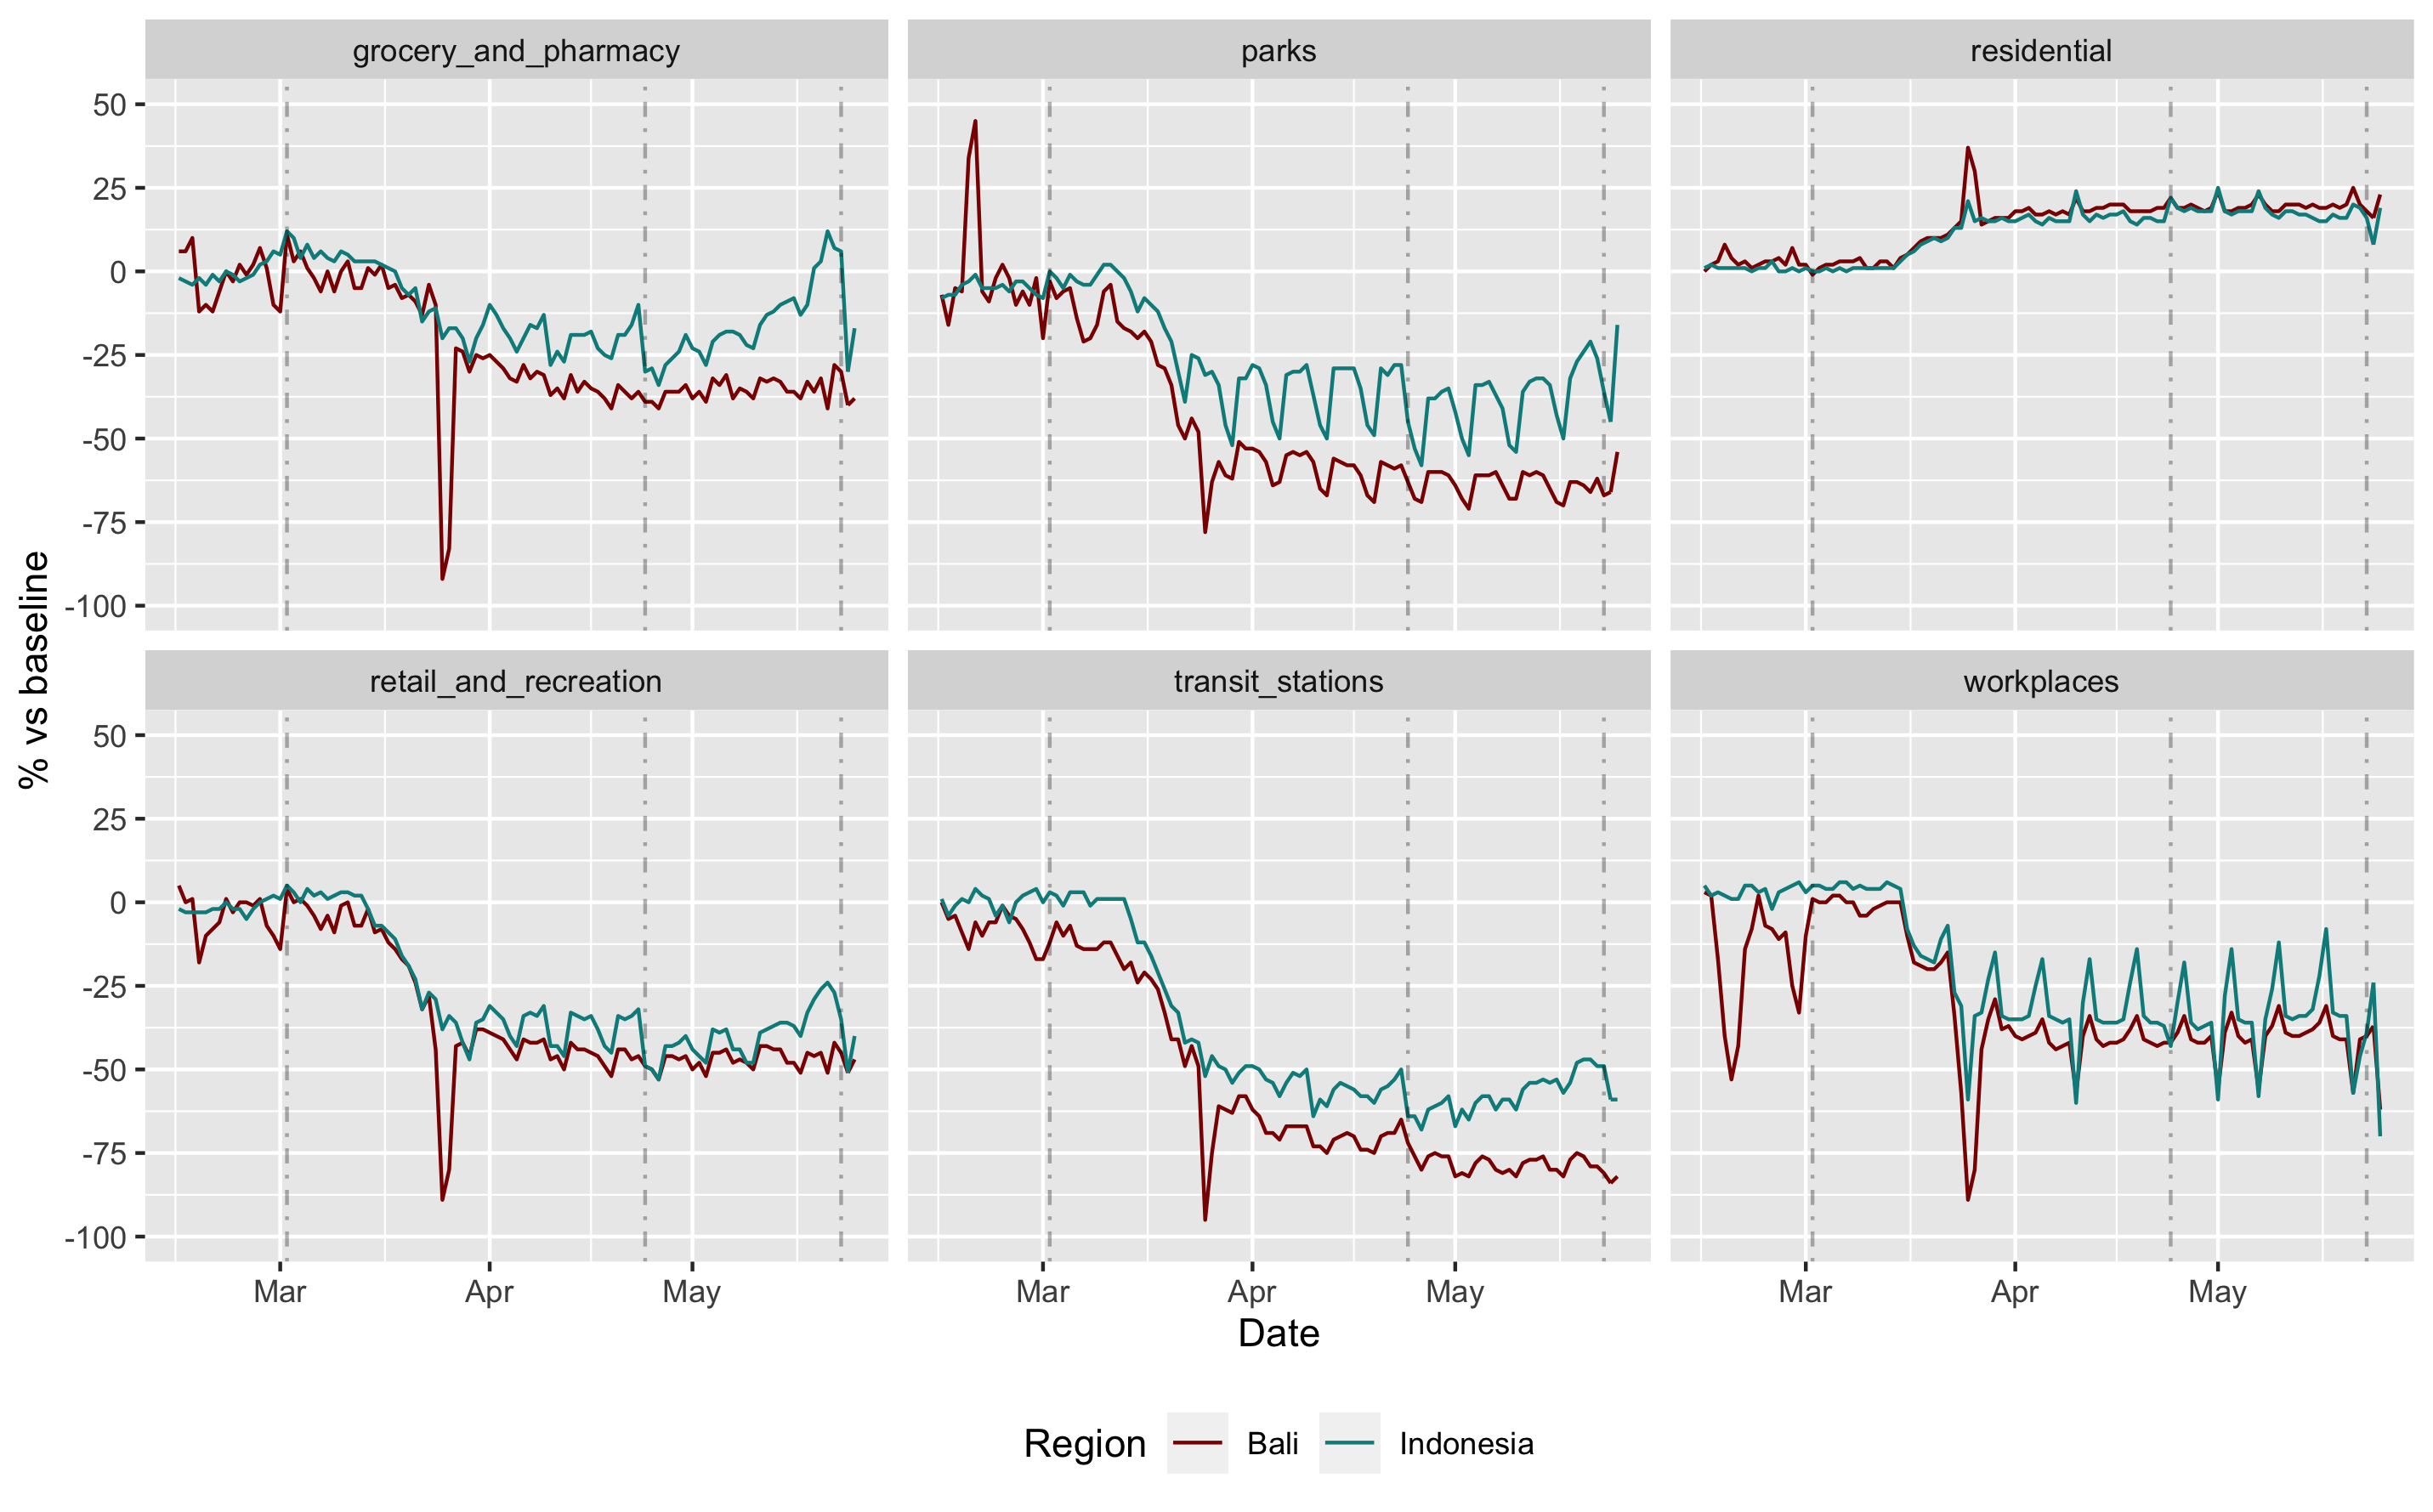 grocery_and_pharmacy
parks
residential
50
25
0
-25
-50
-75
-100
% vs baseline
retail_and_recreation
transit_stations
workplaces
50
25
0
-25
-50
-75
-100
Mar Apr May
Mar Apr May
Mar Apr May
Date
Region Bali Indonesia